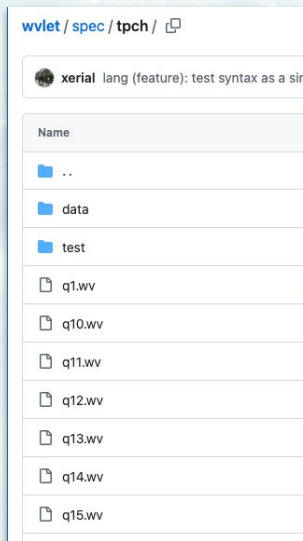 wvlet / spec / tpch /
xerial lang (feature): test syntax as a sin
Name
..
data
test
q1.wv
q10.wv
q11.wv
q12.wv
q13.wv
q14.wv
q15.wv